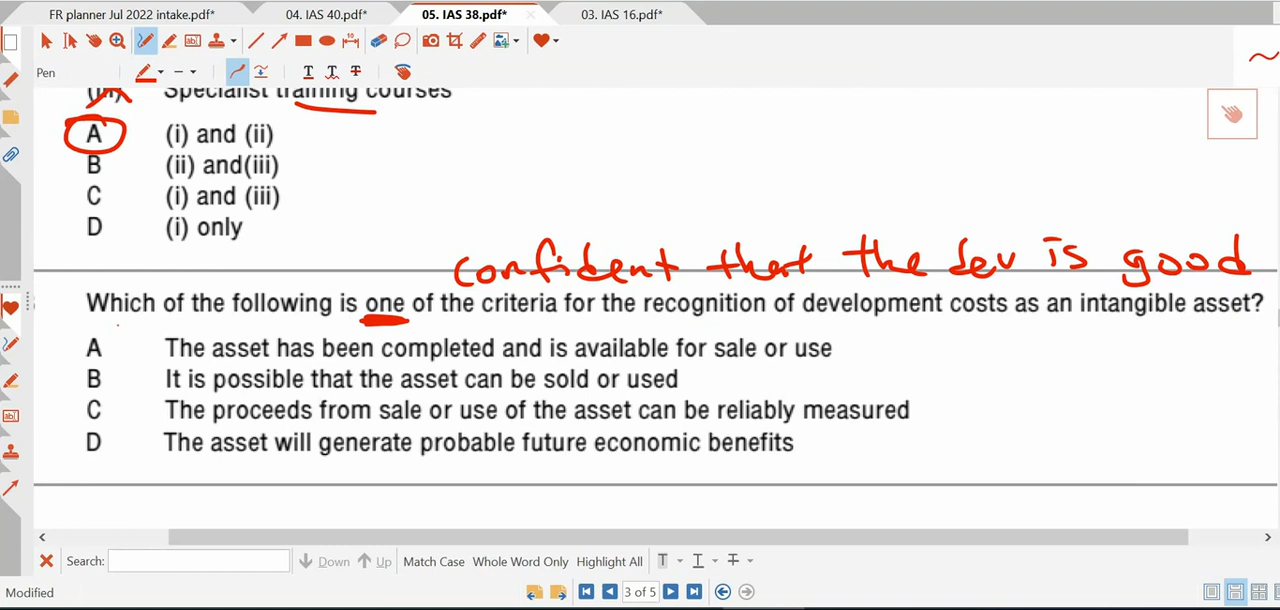 FR planner Jul 2022 intake.pdf* 04. IAS 40.pdf* 05. IAS 38.pdf* 03. IAS 16.pdf*
Pen
(iii) Specialist training courses
A (i) and (ii)
B (ii) and(iii)
C (i) and (iii)
D (i) only
confident that the dev is good
Which of the following is one of the criteria for the recognition of development costs as an intangible asset?
A The asset has been completed and is available for sale or use
B It is possible that the asset can be sold or used
C The proceeds from sale or use of the asset can be reliably measured
D The asset will generate probable future economic benefits
Search: Down Up Match Case Whole Word Only Highlight All
Modified 3 of 5